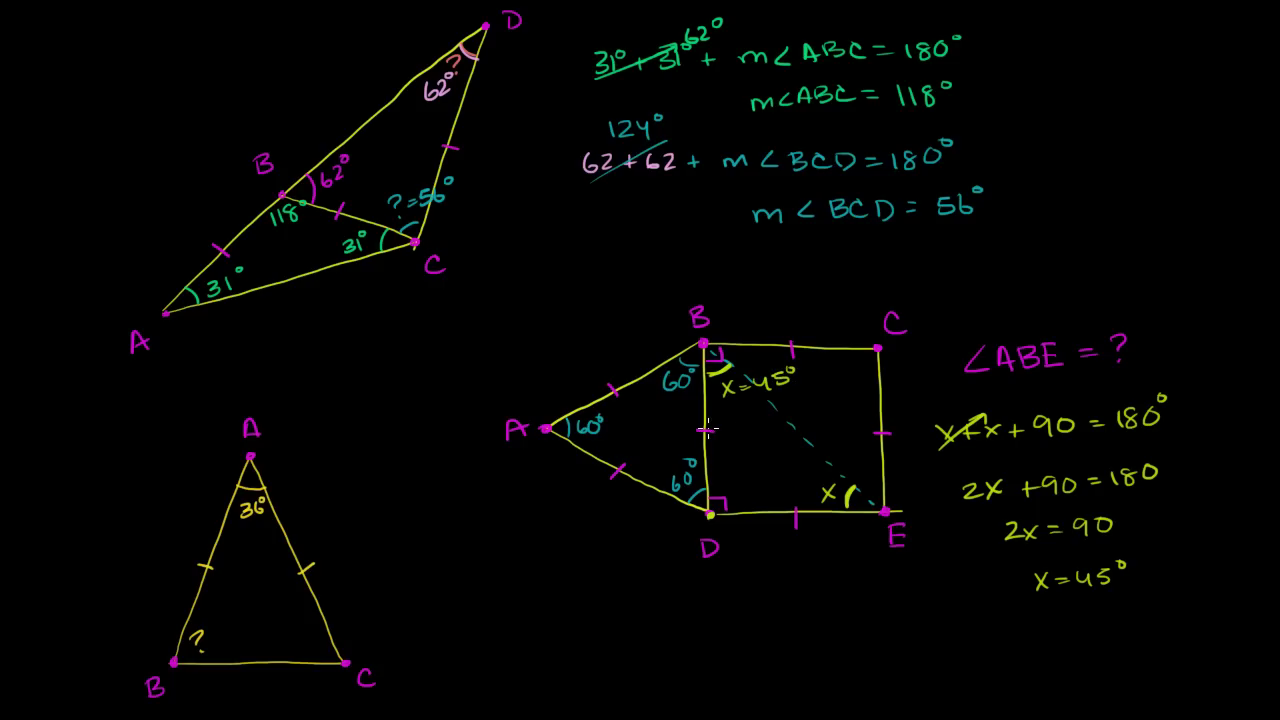 D
?
62°
B
62°
118°
?=56°
31°
C
31°
A
31° + 31° 62° + m∠ABC = 180°
m∠ABC = 118°
124°
62 + 62 + m∠BCD = 180°
m∠BCD = 56°
B
C
60°
x=45°
A
60°
60°
x
D
E
∠ABE = ?
x+x+90 = 180°
2x +90 = 180
2x = 90
x=45°
A
36°
?
B
C